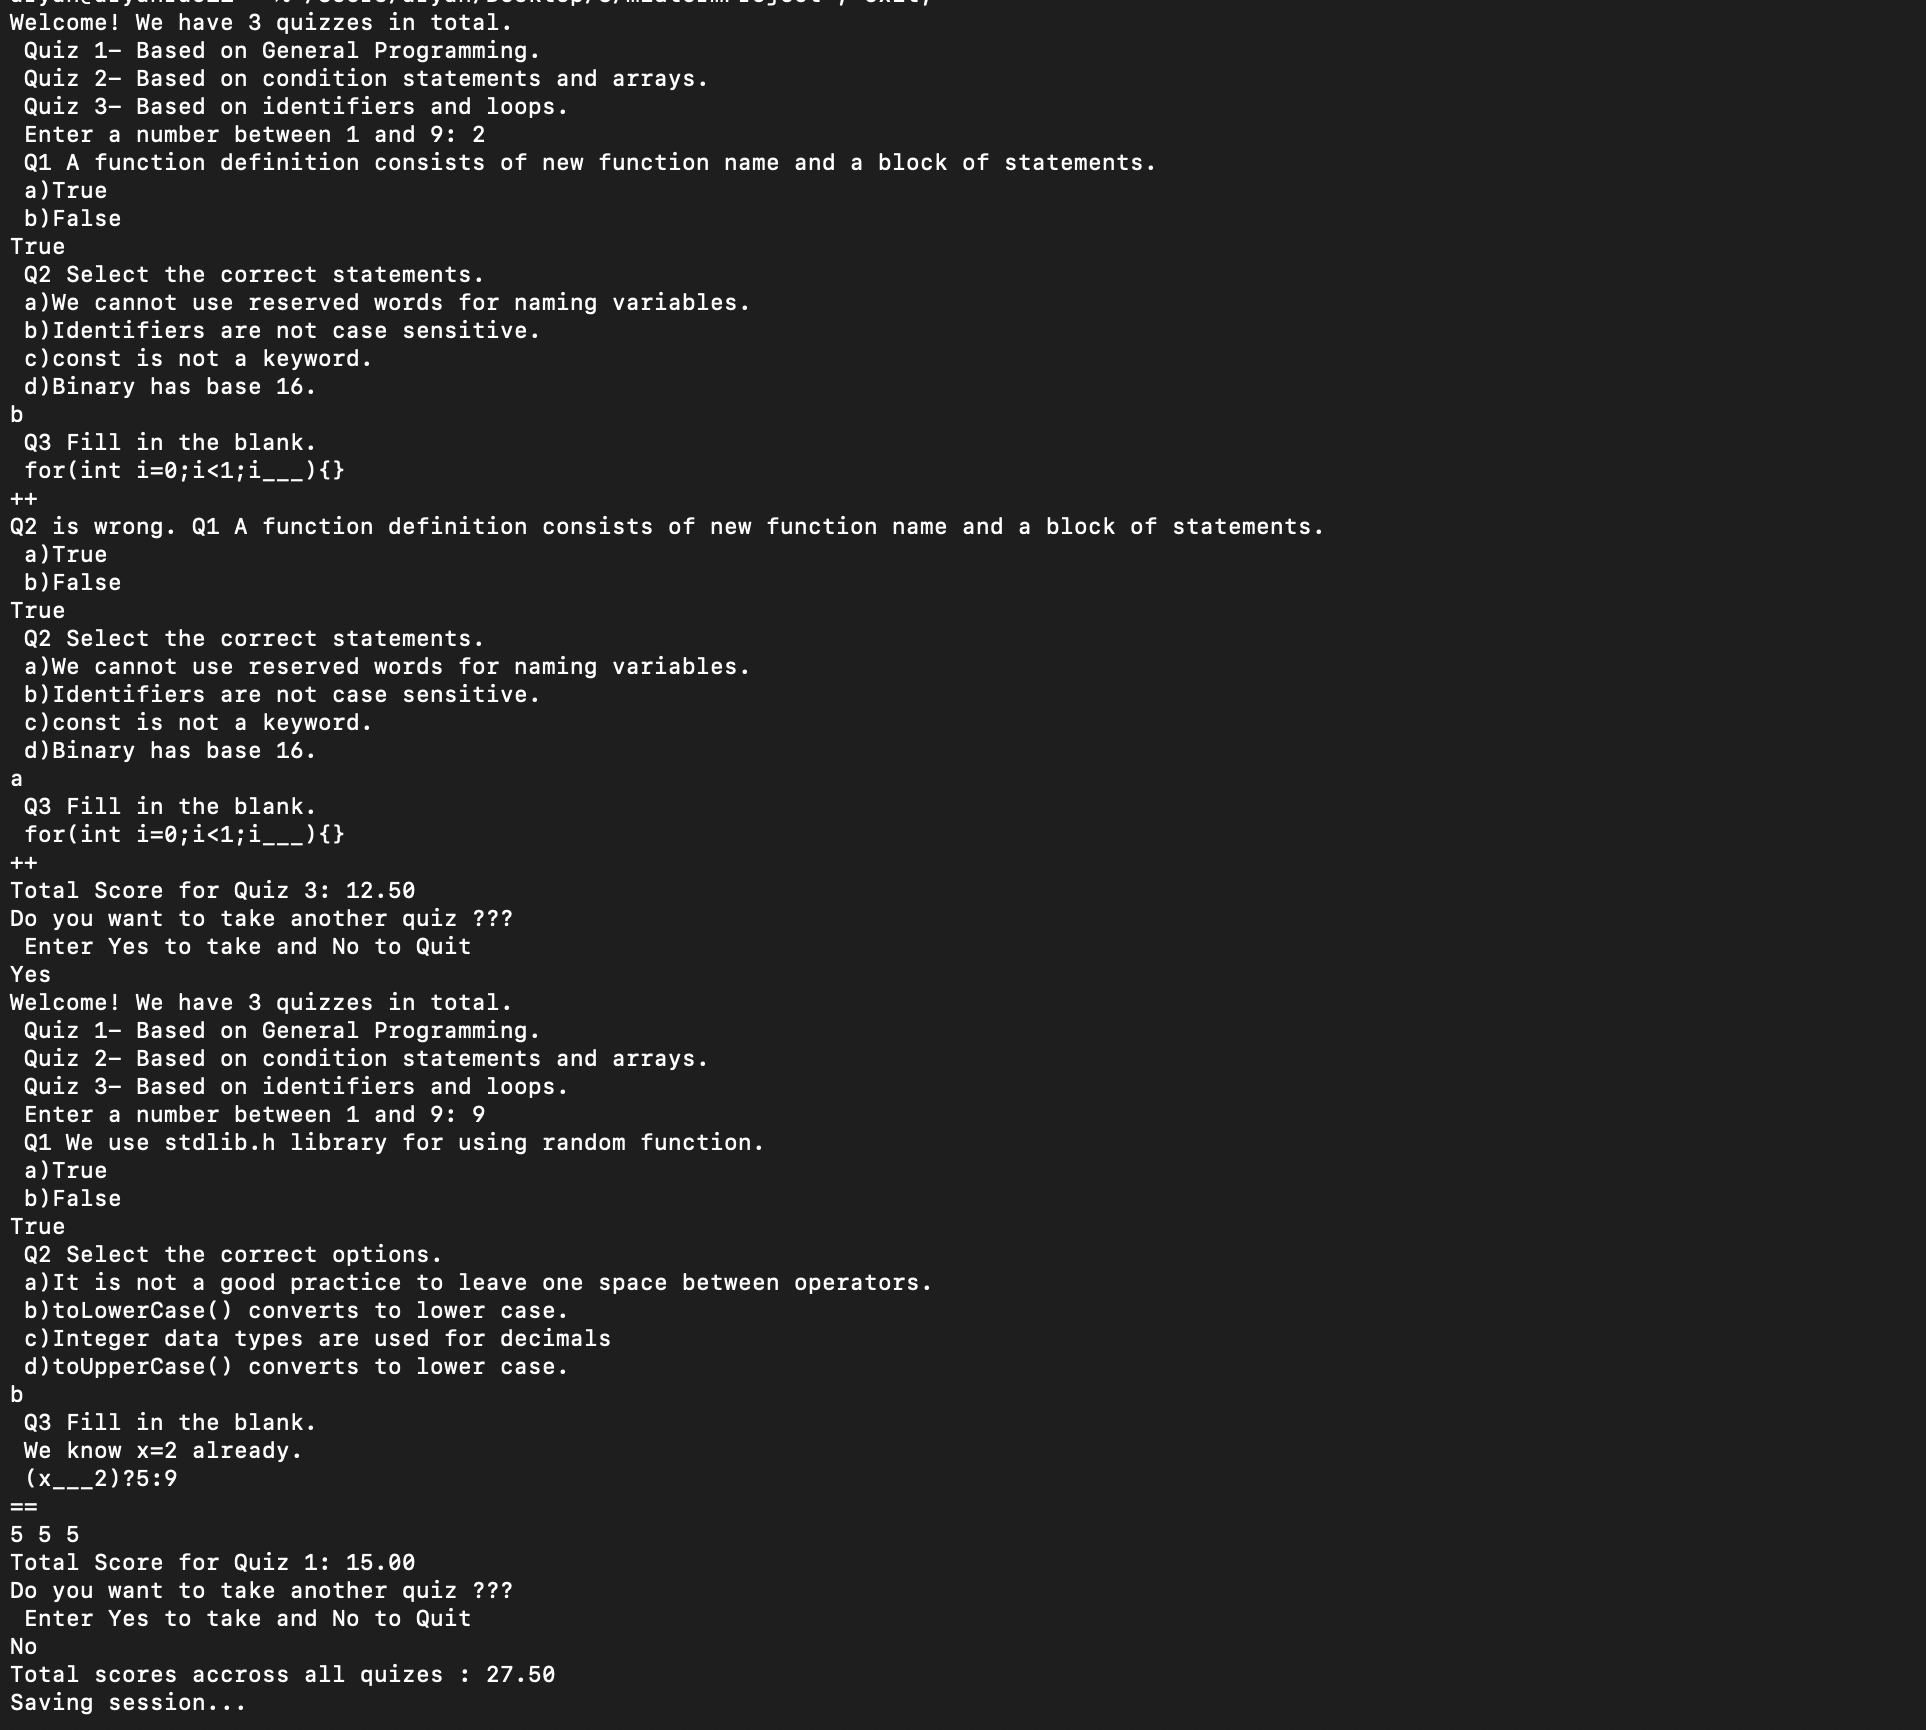 Welcome! We have 3 quizzes in total.
Quiz 1– Based on General Programming.
Quiz 2– Based on condition statements and arrays.
Quiz 3– Based on identifiers and loops.
Enter a number between 1 and 9: 2
Q1 A function definition consists of new function name and a block of statements.
a)True
b)False
True
Q2 Select the correct statements.
a)We cannot use reserved words for naming variables.
b)Identifiers are not case sensitive.
c)const is not a keyword.
d)Binary has base 16.
b
Q3 Fill in the blank.
for(int i=0;i<1;i___){}
++
Q2 is wrong. Q1 A function definition consists of new function name and a block of statements.
a)True
b)False
True
Q2 Select the correct statements.
a)We cannot use reserved words for naming variables.
b)Identifiers are not case sensitive.
c)const is not a keyword.
d)Binary has base 16.
a
Q3 Fill in the blank.
for(int i=0;i<1;i___){}
++
Total Score for Quiz 3: 12.50
Do you want to take another quiz ???
Enter Yes to take and No to Quit
Yes
Welcome! We have 3 quizzes in total.
Quiz 1– Based on General Programming.
Quiz 2– Based on condition statements and arrays.
Quiz 3– Based on identifiers and loops.
Enter a number between 1 and 9: 9
Q1 We use stdlib.h library for using random function.
a)True
b)False
True
Q2 Select the correct options.
a)It is not a good practice to leave one space between operators.
b)toLowerCase() converts to lower case.
c)Integer data types are used for decimals
d)toUpperCase() converts to lower case.
b
Q3 Fill in the blank.
We know x=2 already.
(x___2)?5:9
==
5 5 5
Total Score for Quiz 1: 15.00
Do you want to take another quiz ???
Enter Yes to take and No to Quit
No
Total scores accross all quizes : 27.50
Saving session...